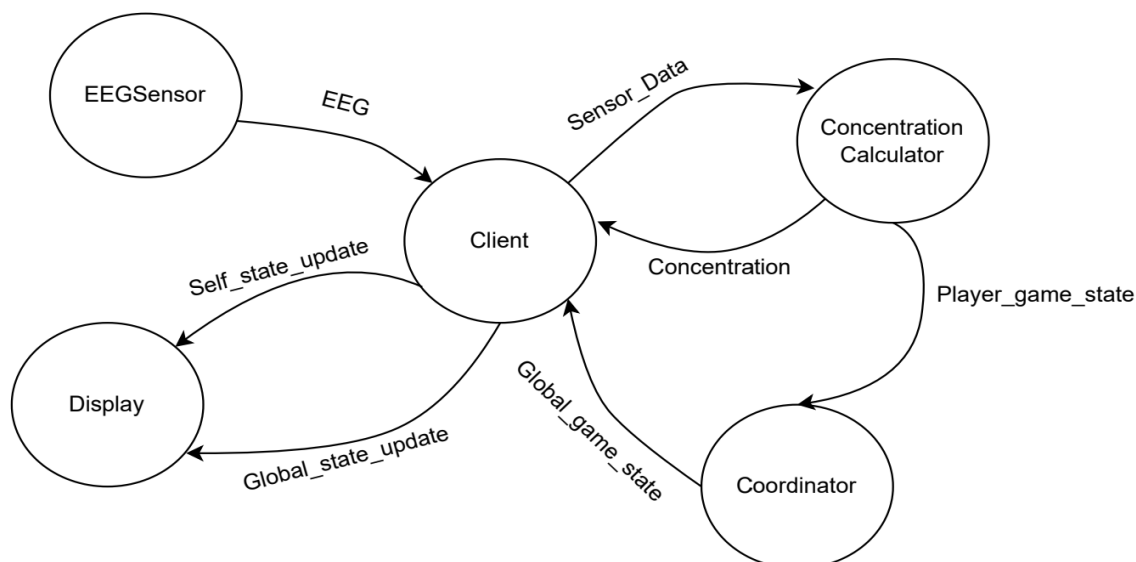 EEGSensor
EEG
Sensor_Data
Concentration
Calculator
Client
Concentration
Self_state_update
Player_game_state
Display
Global_state_update
Global_game_state
Coordinator